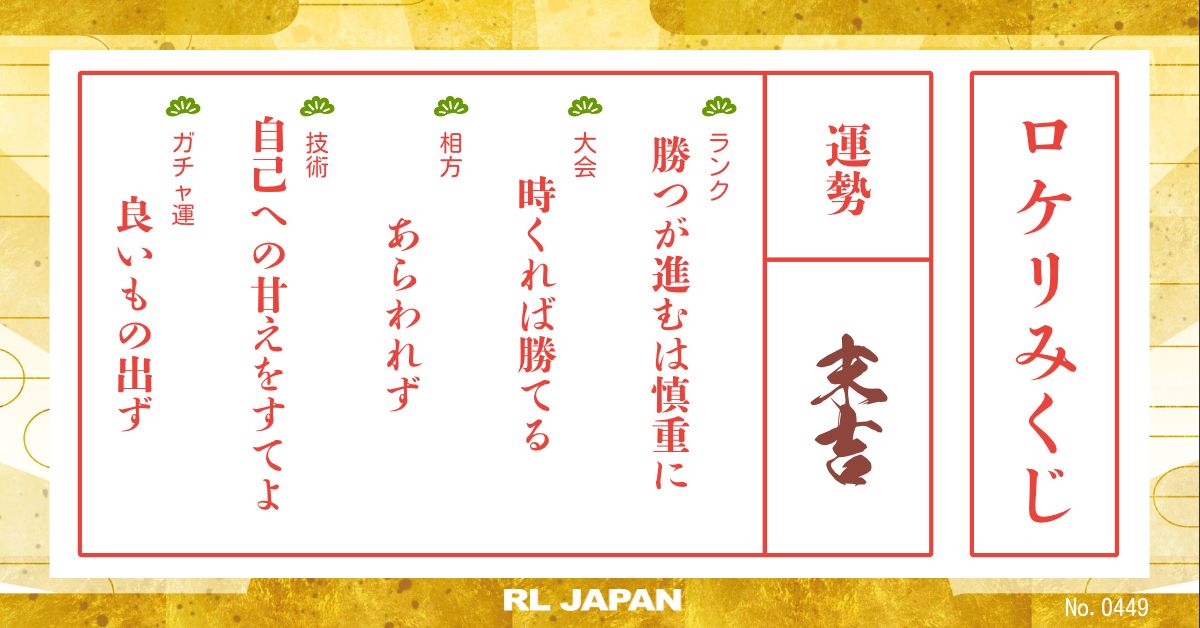 ロケリみくじ
運勢
末吉
ランク
勝つが進むは慎重に
大会
時くれば勝てる
相方
あらわれず
技術
自己への甘えをすてよ
ガチャ運
良いもの出ず
RL JAPAN
No. 0449